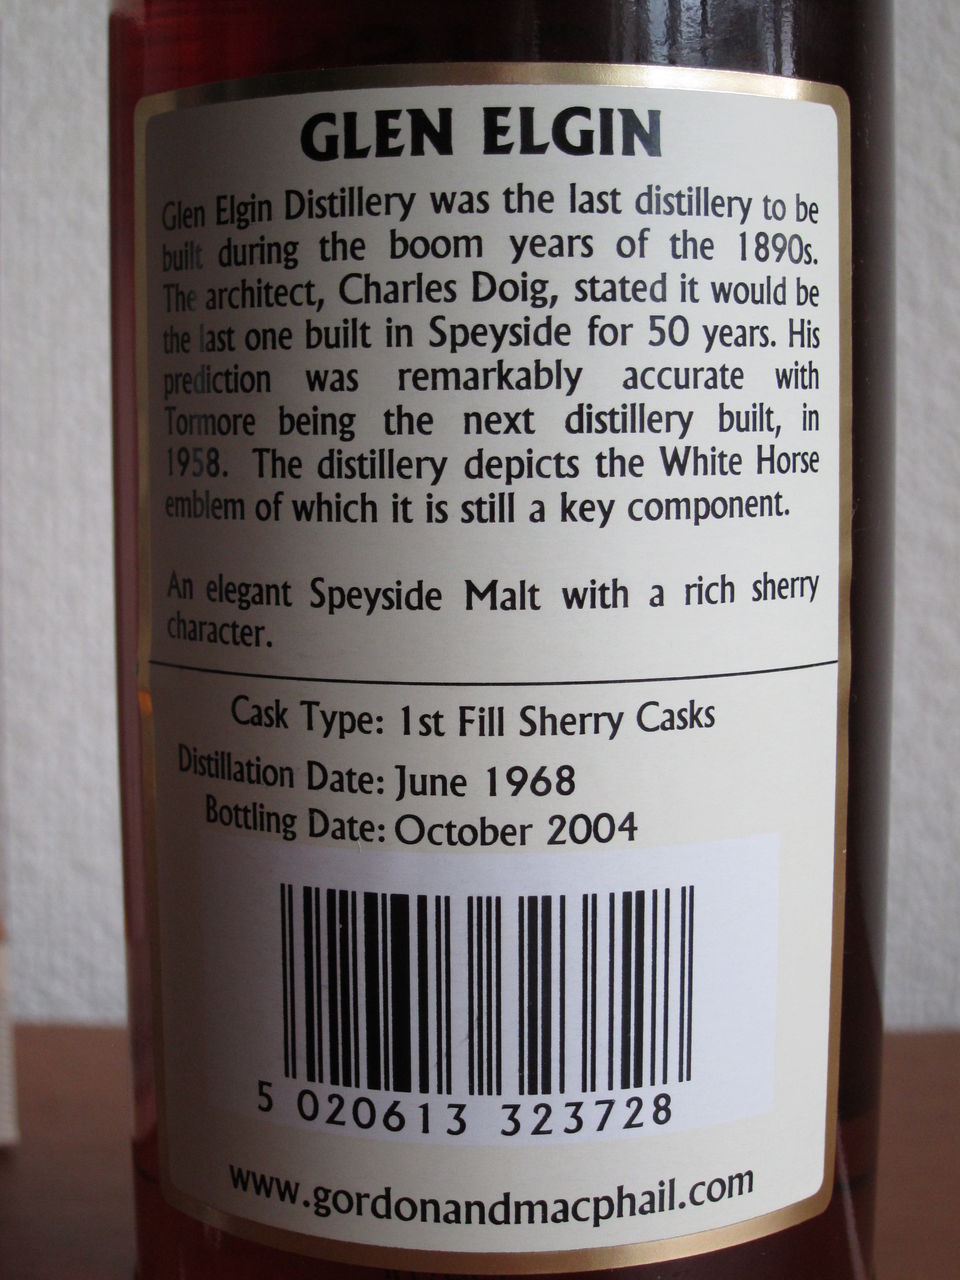 GLEN ELGIN
Glen Elgin Distillery was the last distillery to be
built during the boom years of the 1890s.
The architect, Charles Doig, stated it would be
the last one built in Speyside for 50 years. His
prediction was remarkably accurate with
Tormore being the next distillery built, in
1958. The distillery depicts the White Horse
emblem of which it is still a key component.
An elegant Speyside Malt with a rich sherry
character.
Cask Type: 1st Fill Sherry Casks
Distillation Date: June 1968
Bottling Date: October 2004
5 020613 323728
www.gordonandmacphail.com